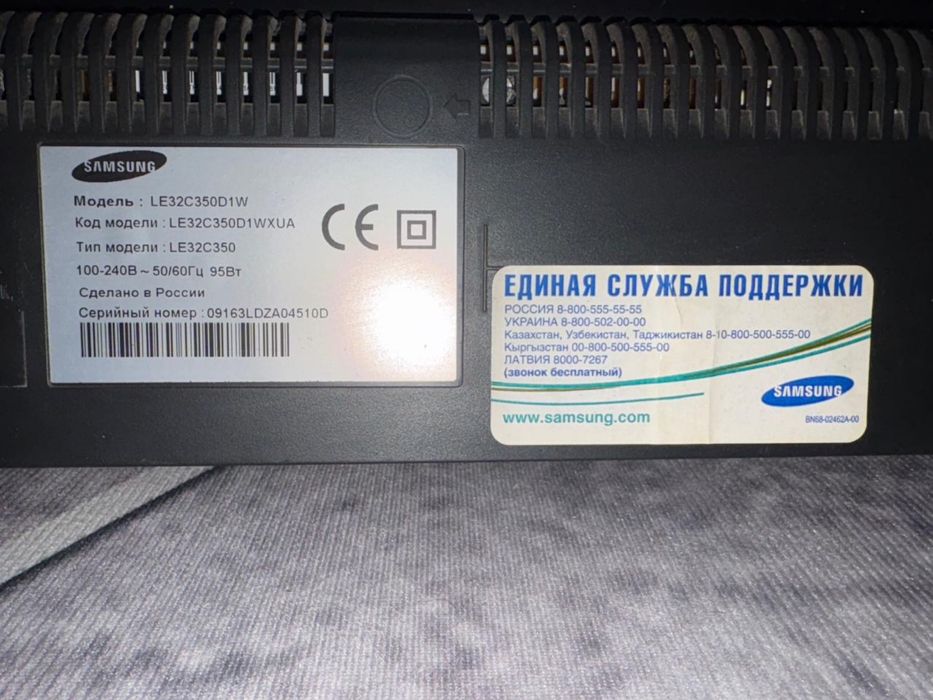 SAMSUNG
Модель : LE32C350D1W
Код модели : LE32C350D1WXUA
Тип модели : LE32C350
100-240В ~ 50/60Гц 95Вт
Сделано в России
Серийный номер : 09163LDZA04510D
CE
ЕДИНАЯ СЛУЖБА ПОДДЕРЖКИ
РОССИЯ 8-800-555-55-55
УКРАИНА 8-800-502-00-00
Казахстан, Узбекистан, Таджикистан 8-10-800-500-555-00
Кыргызстан 00-800-500-555-00
ЛАТВИЯ 8000-7267
(звонок бесплатный)
SAMSUNG
www.samsung.com
BN68-02462A-00